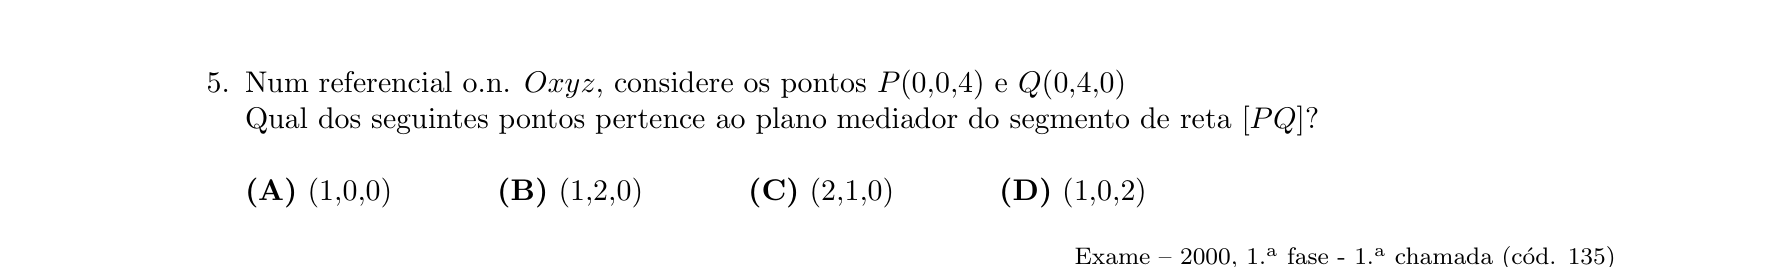 5. Num referencial o.n. Oxyz, considere os pontos P(0,0,4) e Q(0,4,0)
Qual dos seguintes pontos pertence ao plano mediador do segmento de reta [PQ]?
(A) (1,0,0) (B) (1,2,0) (C) (2,1,0) (D) (1,0,2)
Exame – 2000, 1.ª fase - 1.ª chamada (cód. 135)